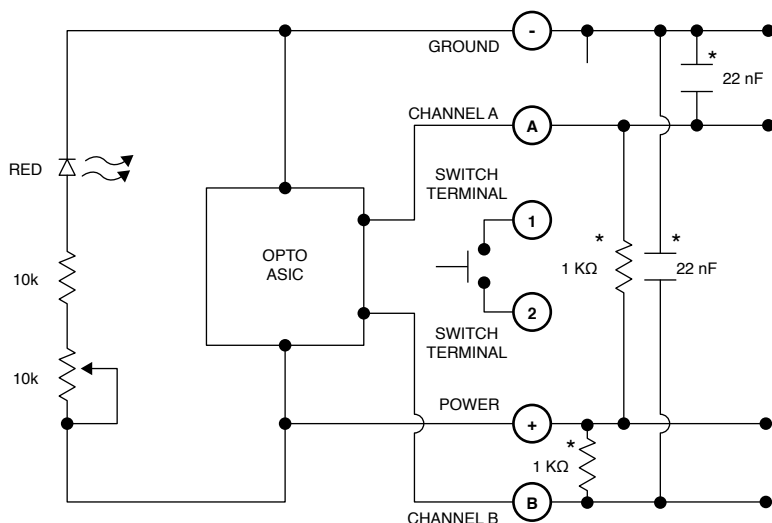 GROUND
-
*
22 nF
CHANNEL A
A
RED
SWITCH
TERMINAL
1
OPTO
ASIC
*
*
1 KΩ
22 nF
10k
2
SWITCH
TERMINAL
10k
POWER
+
*
1 KΩ
B
CHANNEL B